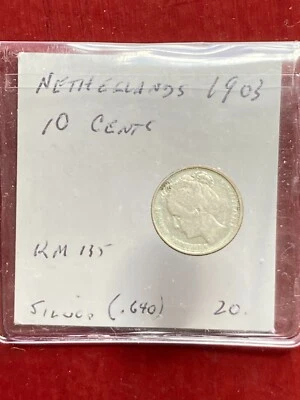 NETHERLANDS 1903
10 CENTS
KM 135
SILVER (.640) 20.